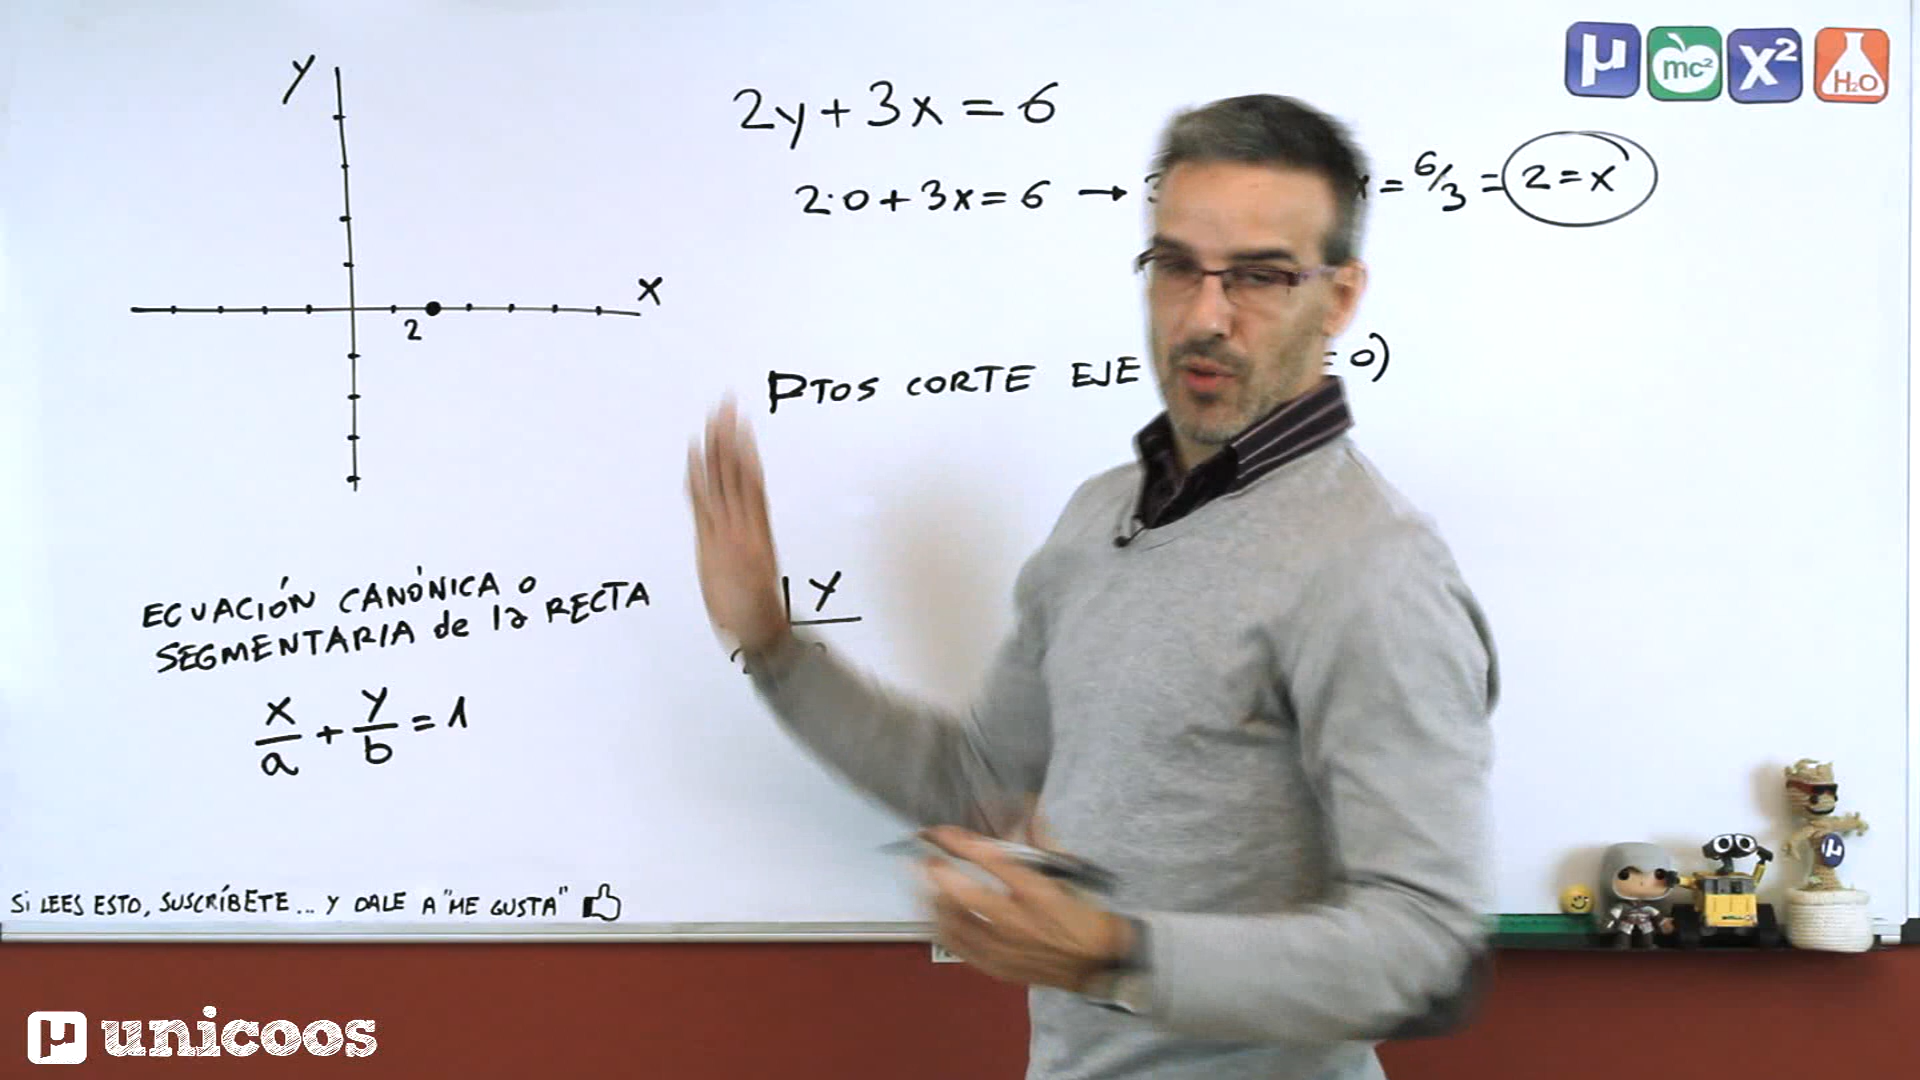 y
x
2
2y + 3x = 6
2·0 + 3x = 6 →
= 6/3 = 2 = x
PTOS CORTE EJE
= 0)
y
ECUACIÓN CANÓNICA o
SEGMENTARIA de la RECTA
x/a + y/b = 1
Si LEES ESTO, SUSCRÍBETE... Y DALE A "ME GUSTA"
μ mc² x² H₂O
μ unicoos